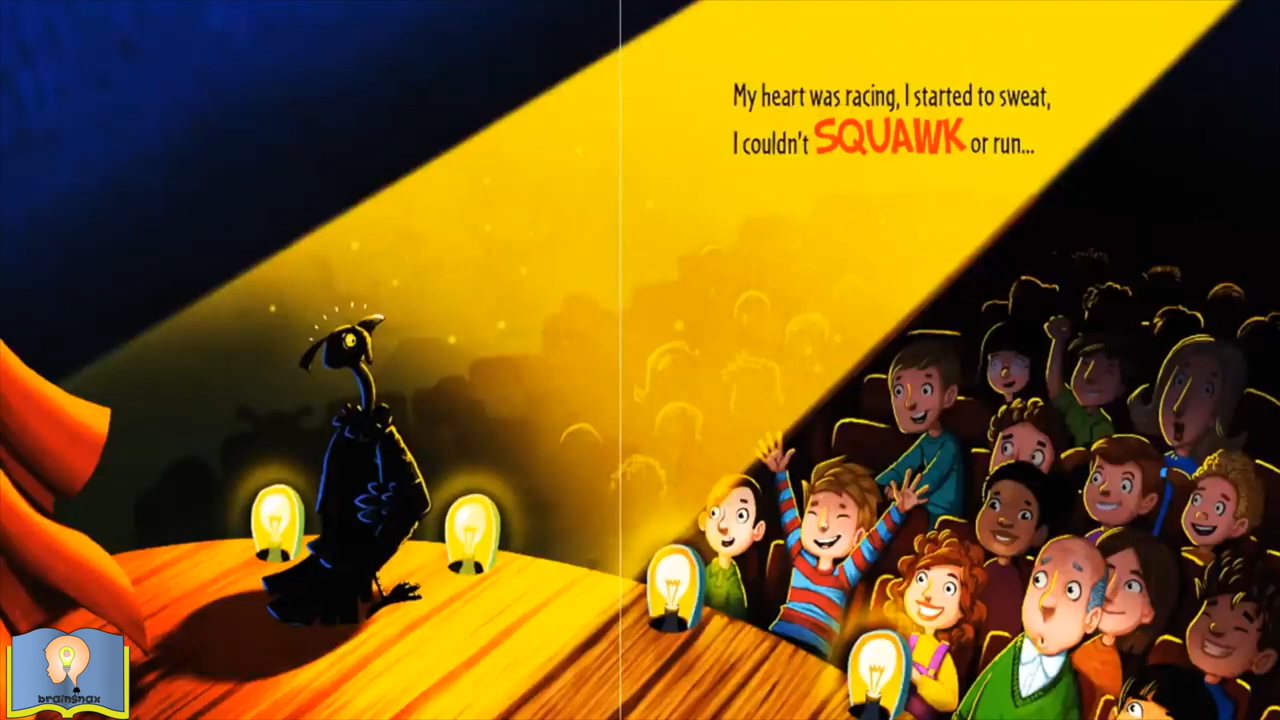 My heart was racing, I started to sweat,
I couldn't SQUAWK or run...
brainsnax